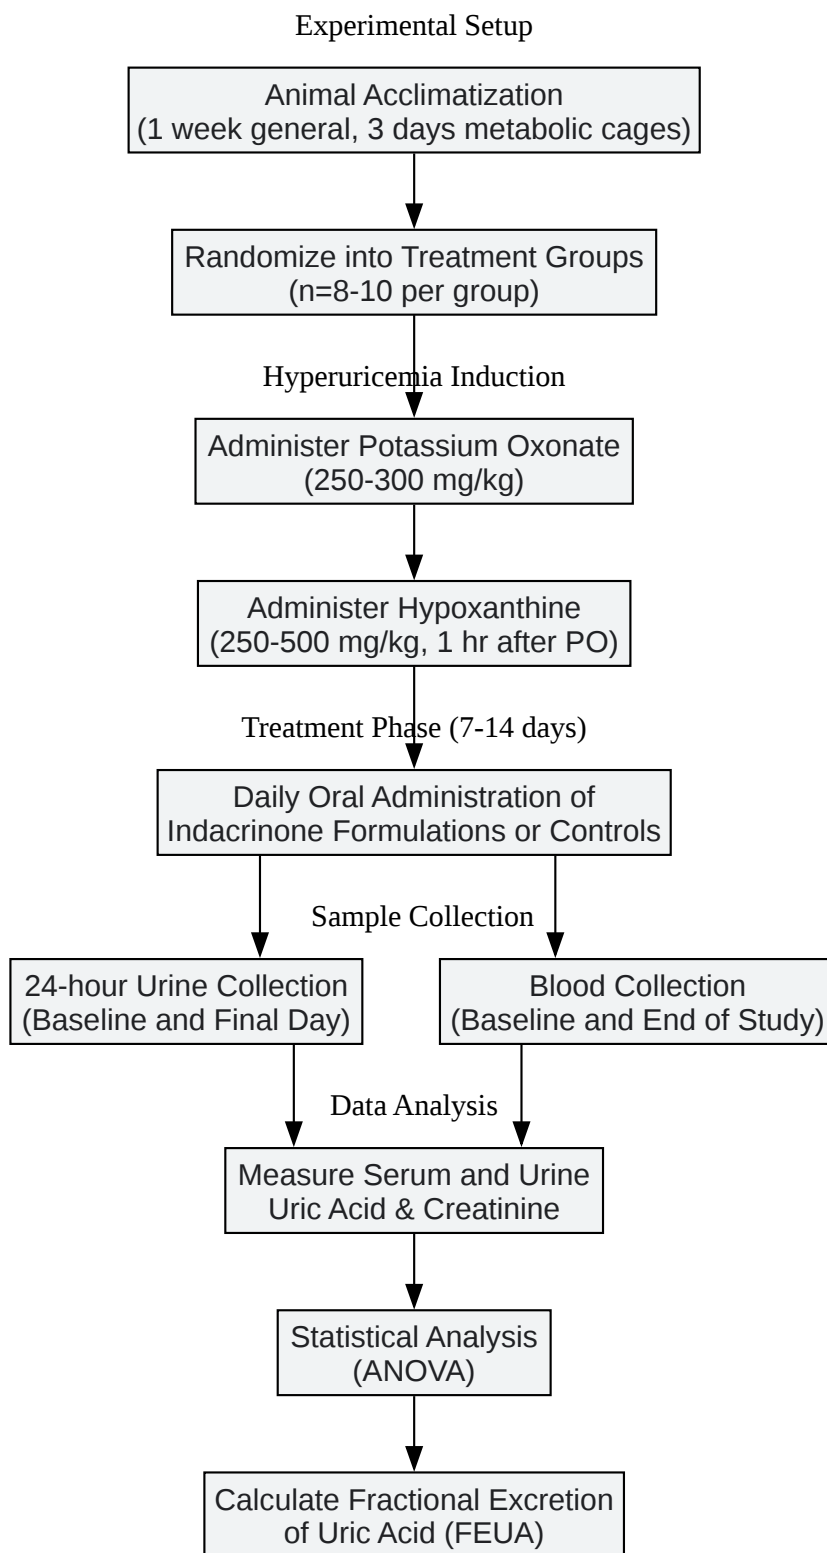 Experimental Setup
Animal Acclimatization
(1 week general, 3 days metabolic cages)
Randomize into Treatment Groups
(n=8-10 per group)
Hyperuricemia Induction
Administer Potassium Oxonate
(250-300 mg/kg)
Administer Hypoxanthine
(250-500 mg/kg, 1 hr after PO)
Treatment Phase (7-14 days)
Daily Oral Administration of
Indacrinone Formulations or Controls
Sample Collection
24-hour Urine Collection
(Baseline and Final Day)
Blood Collection
(Baseline and End of Study)
Data Analysis
Measure Serum and Urine
Uric Acid & Creatinine
Statistical Analysis
(ANOVA)
Calculate Fractional Excretion
of Uric Acid (FEUA)